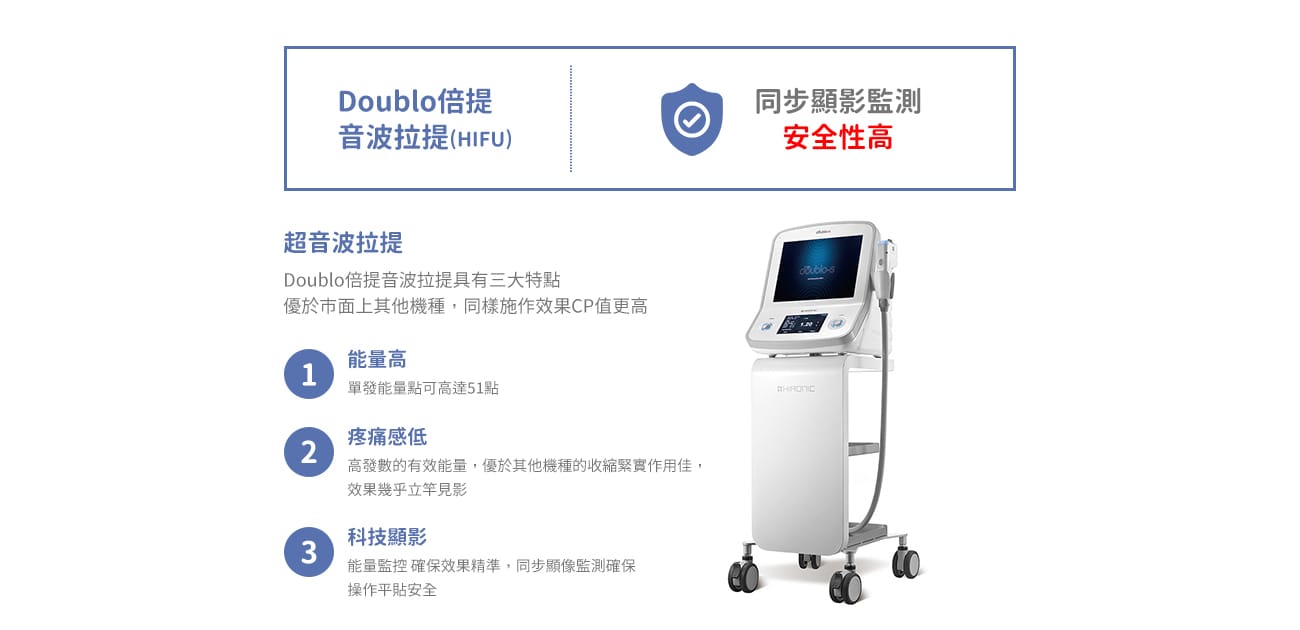 Doublo倍提
音波拉提(HIFU)
同步顯影監測
安全性高
超音波拉提
Doublo倍提音波拉提具有三大特點
優於市面上其他機種，同樣施作效果CP值更高
1
能量高
單發能量點可高達51點
2
疼痛感低
高發數的有效能量，優於其他機種的收縮緊實作用佳，
效果幾乎立竿見影
3
科技顯影
能量監控 確保效果精準，同步顯像監測確保
操作平貼安全
doublo-s
1.20
HIRONIC